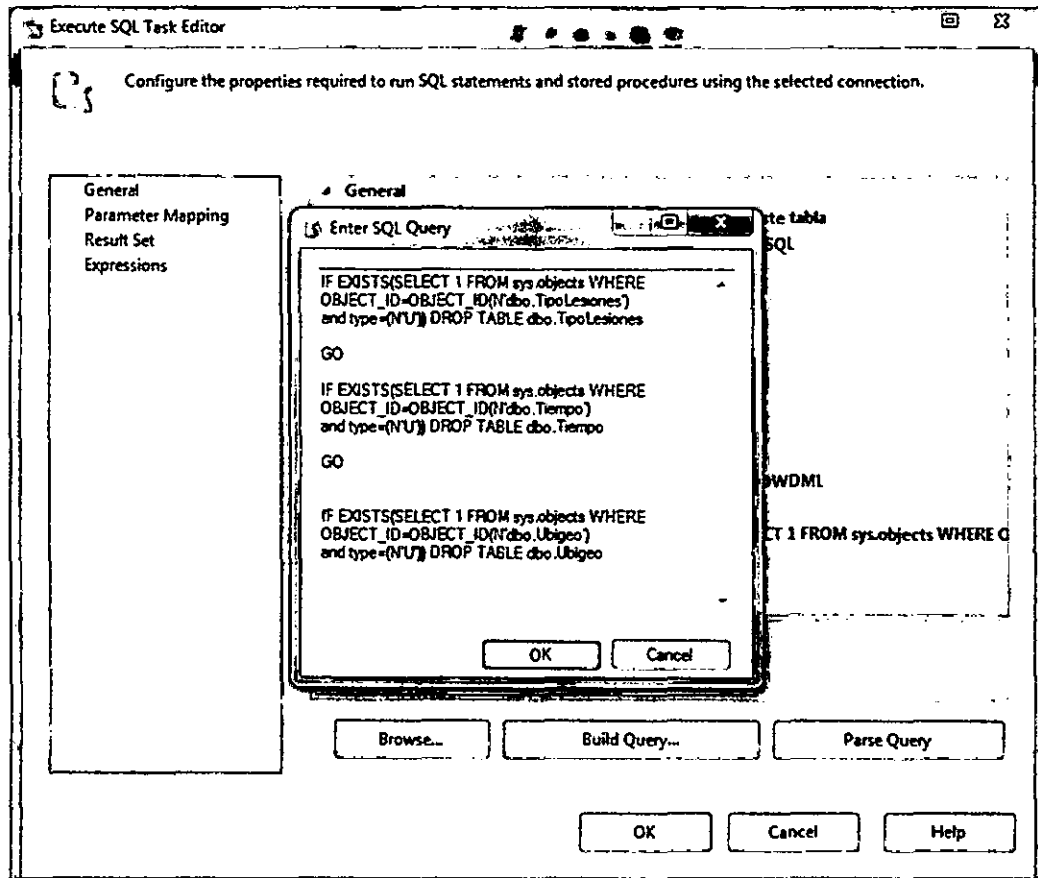 Execute SQL Task Editor
Configure the properties required to run SQL statements and stored procedures using the selected connection.
General
Parameter Mapping
Result Set
Expressions
General
ste tabla
SQL
Enter SQL Query
IF EXISTS(SELECT 1 FROM sys.objects WHERE
OBJECT_ID=OBJECT_ID(N'dbo.TipoLesiones')
and type=(N'U')) DROP TABLE dbo.TipoLesiones
GO
IF EXISTS(SELECT 1 FROM sys.objects WHERE
OBJECT_ID=OBJECT_ID(N'dbo.Tiempo')
and type=(N'U')) DROP TABLE dbo.Tiempo
GO
IF EXISTS(SELECT 1 FROM sys.objects WHERE
OBJECT_ID=OBJECT_ID(N'dbo.Ubigeo')
and type=(N'U')) DROP TABLE dbo.Ubigeo
WDML
CT 1 FROM sys.objects WHERE O
OK
Cancel
Browse...
Build Query...
Parse Query
OK
Cancel
Help